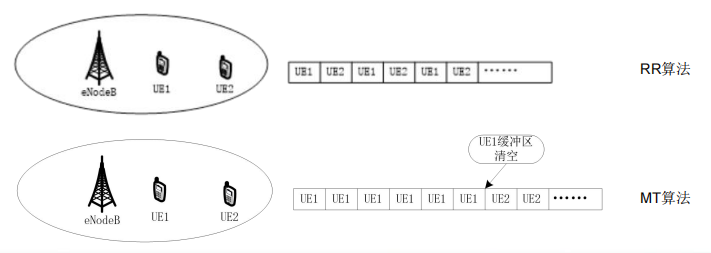 eNodeB UE1 UE2 UE1 UE2 UE1 UE2 UE1 UE2 …… RR算法
UE1缓冲区
清空
eNodeB UE1 UE2 UE1 UE1 UE1 UE1 UE1 UE1 UE2 UE2 …… MT算法